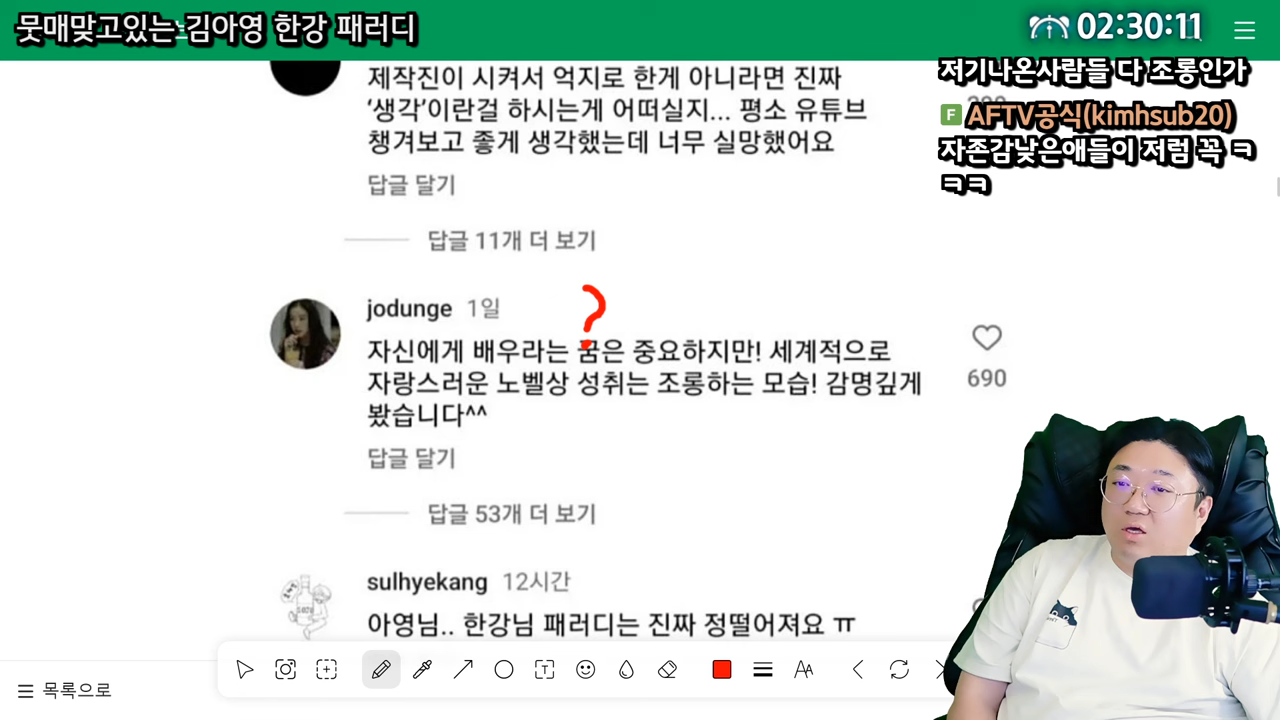 뭇매맞고있는 김아영 한강 패러디
02:30:11
저기나온사람들 다 조롱인가
F AFTV공식(kimhsub20)
자존감낮은애들이 저럼 꼭 ㅋ
ㅋㅋ
제작진이 시켜서 억지로 한게 아니라면 진짜
‘생각’이란걸 하시는게 어떠실지... 평소 유튜브
챙겨보고 좋게 생각했는데 너무 실망했어요
답글 달기
답글 11개 더 보기
jodunge 1일
?
자신에게 배우라는 꿈은 중요하지만! 세계적으로
자랑스러운 노벨상 성취는 조롱하는 모습! 감명깊게
봤습니다^^
690
답글 달기
답글 53개 더 보기
sulhyekang 12시간
아영님.. 한강님 패러디는 진짜 정떨어져요 ㅠ
목록으로